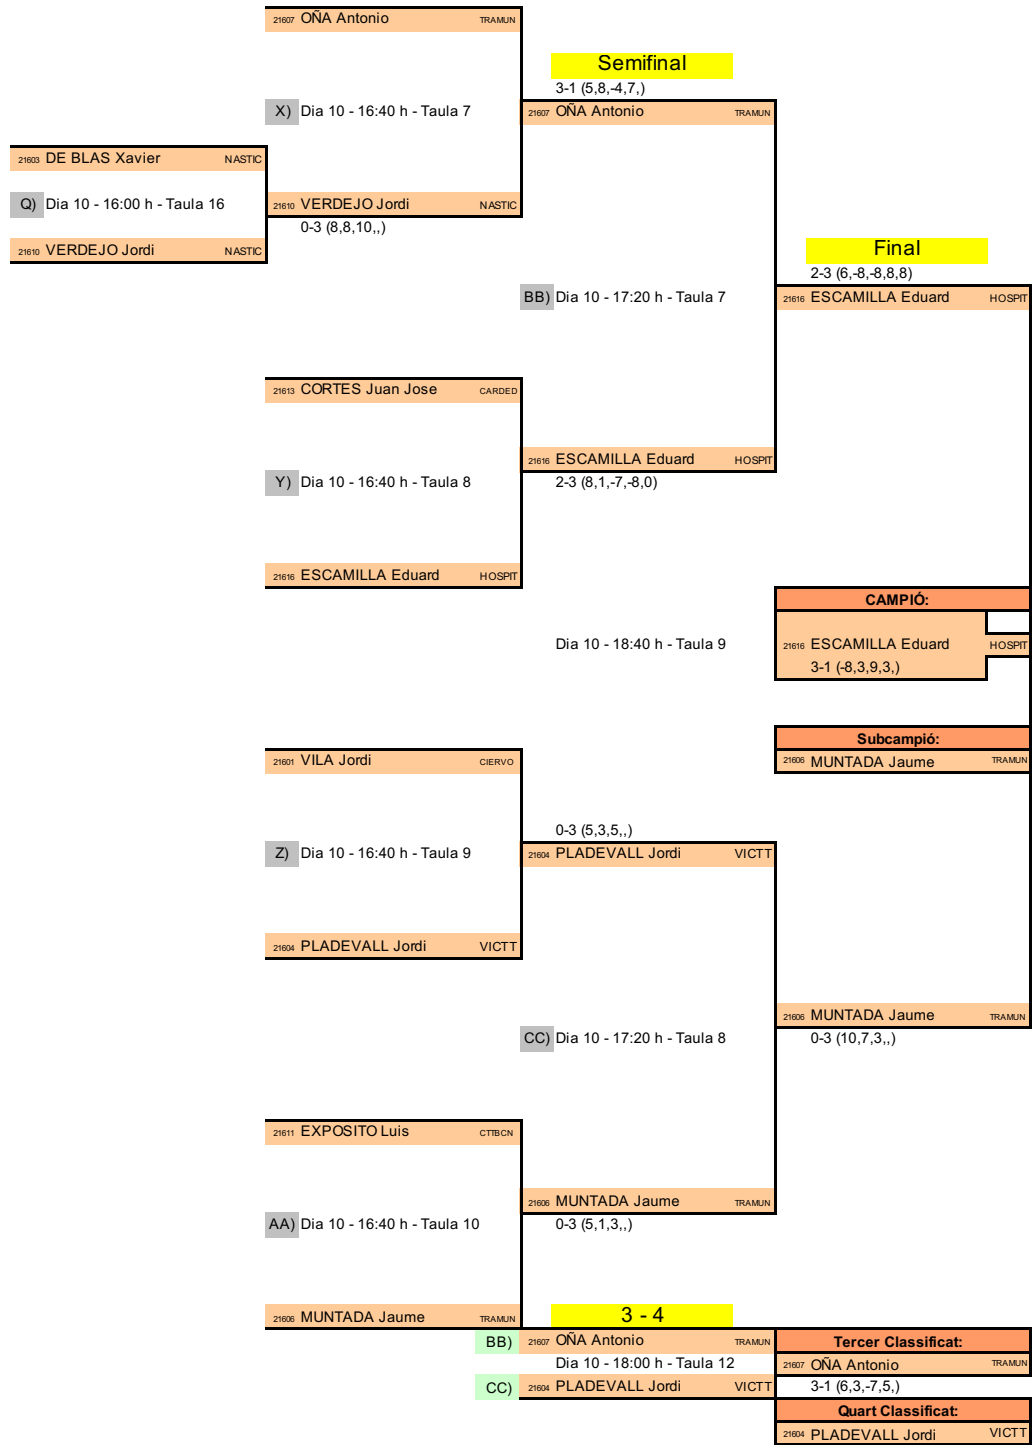 21607 OÑA Antonio TRAMUN
Semifinal
3-1 (5,8,-4,7,)
X) Dia 10 - 16:40 h - Taula 7
21607 OÑA Antonio TRAMUN
21603 DE BLAS Xavier NASTIC
Q) Dia 10 - 16:00 h - Taula 16
21610 VERDEJO Jordi NASTIC
0-3 (8,8,10,,)
21610 VERDEJO Jordi NASTIC
Final
2-3 (6,-8,-8,8,8)
BB) Dia 10 - 17:20 h - Taula 7
21616 ESCAMILLA Eduard HOSPIT
21613 CORTES Juan Jose CARDED
21616 ESCAMILLA Eduard HOSPIT
Y) Dia 10 - 16:40 h - Taula 8
2-3 (8,1,-7,-8,0)
21616 ESCAMILLA Eduard HOSPIT
CAMPIÓ:
Dia 10 - 18:40 h - Taula 9
21616 ESCAMILLA Eduard HOSPIT
3-1 (-8,3,9,3,)
Subcampió:
21601 VILA Jordi CIERVO
21606 MUNTADA Jaume TRAMUN
0-3 (5,3,5,,)
Z) Dia 10 - 16:40 h - Taula 9
21604 PLADEVALL Jordi VICTT
21604 PLADEVALL Jordi VICTT
21606 MUNTADA Jaume TRAMUN
CC) Dia 10 - 17:20 h - Taula 8
0-3 (10,7,3,,)
21611 EXPOSITO Luis CTTBCN
21606 MUNTADA Jaume TRAMUN
AA) Dia 10 - 16:40 h - Taula 10
0-3 (5,1,3,,)
21606 MUNTADA Jaume TRAMUN
3 - 4
BB) 21607 OÑA Antonio TRAMUN
Tercer Classificat:
Dia 10 - 18:00 h - Taula 12
21607 OÑA Antonio TRAMUN
CC) 21604 PLADEVALL Jordi VICTT
3-1 (6,3,-7,5,)
Quart Classificat:
21604 PLADEVALL Jordi VICTT